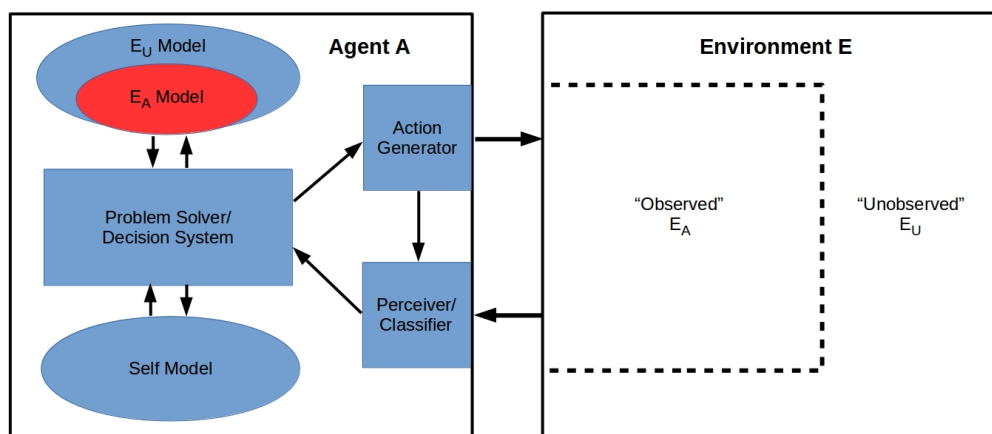 E_U Model
E_A Model
Agent A
Action
Generator
Problem Solver/
Decision System
Perceiver/
Classifier
Self Model
Environment E
“Observed”
E_A
“Unobserved”
E_U